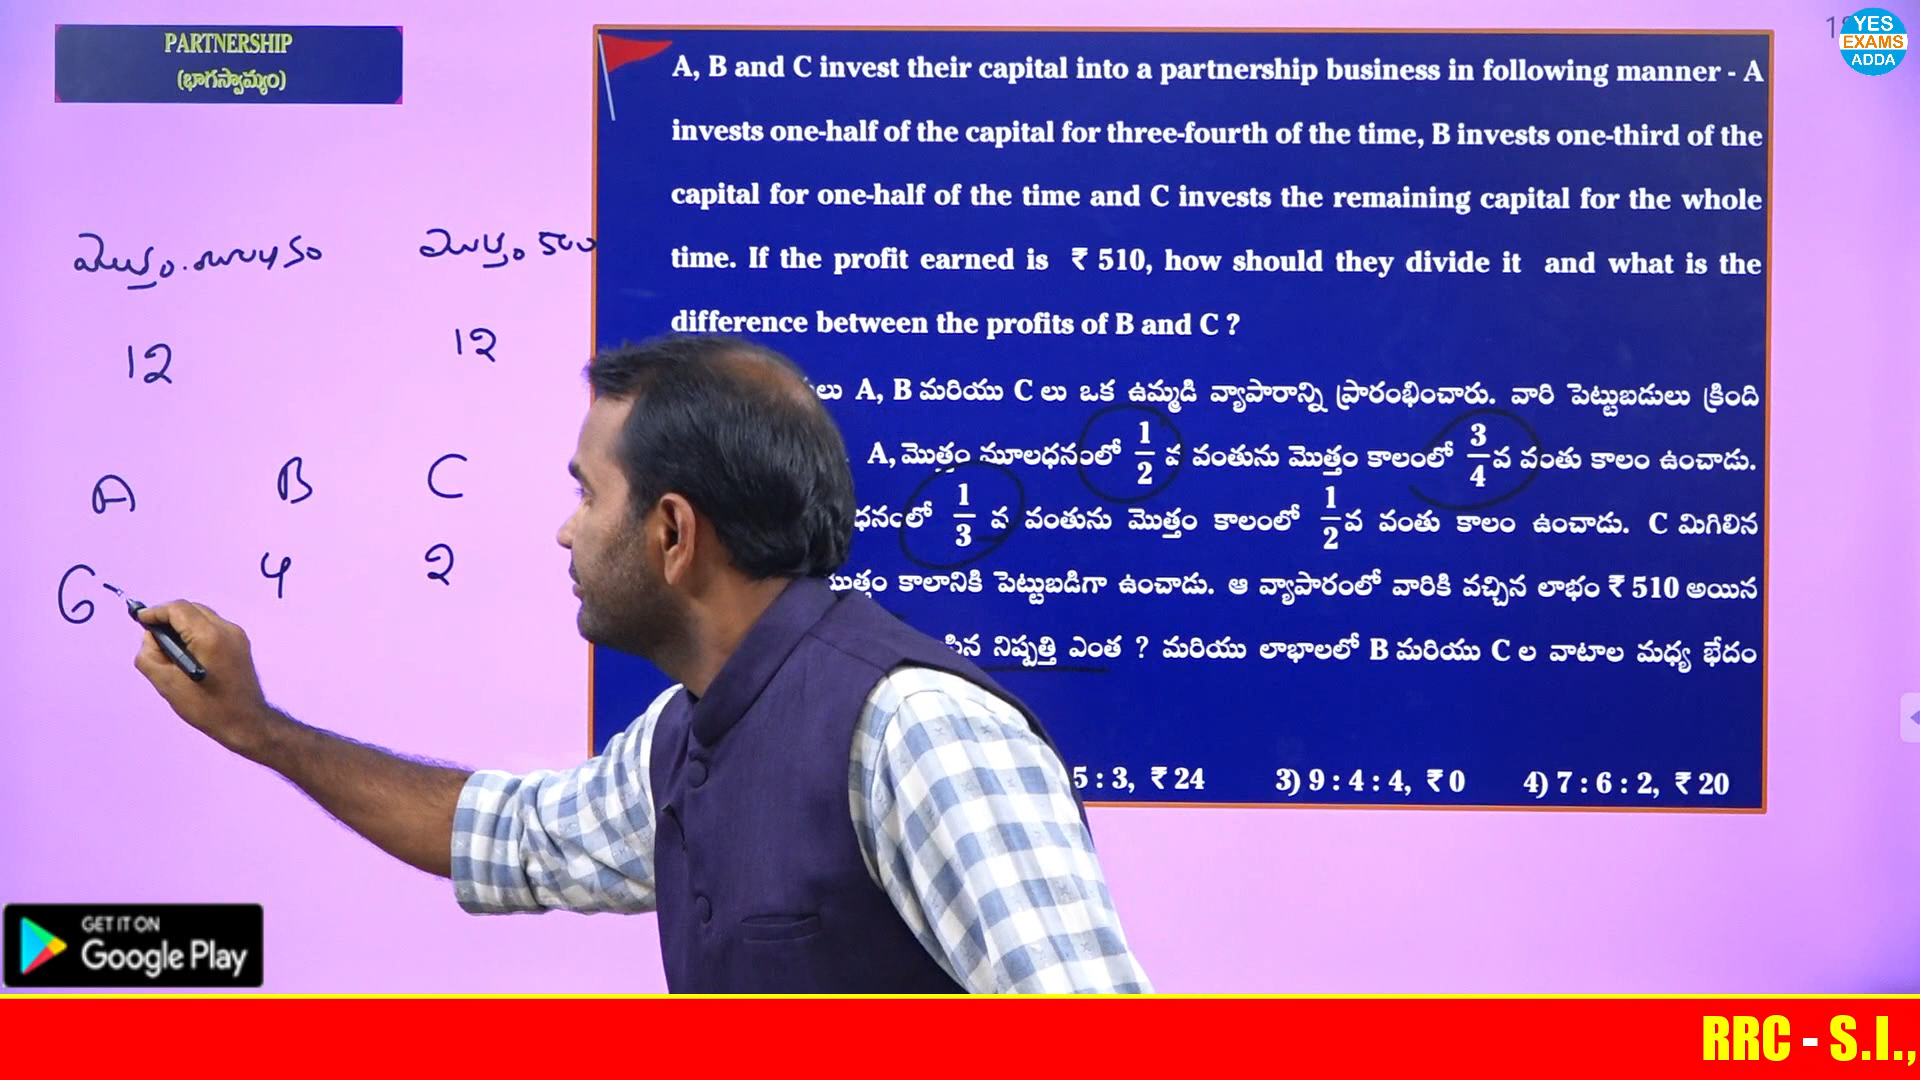 PARTNERSHIP
(భాగస్వామ్యం)
YES
EXAMS
ADDA
A, B and C invest their capital into a partnership business in following manner - A
invests one-half of the capital for three-fourth of the time, B invests one-third of the
capital for one-half of the time and C invests the remaining capital for the whole
time. If the profit earned is ₹ 510, how should they divide it and what is the
difference between the profits of B and C ?
లు A, B మరియు C లు ఒక ఉమ్మడి వ్యాపారాన్ని ప్రారంభించారు. వారి పెట్టుబడులు క్రింది
A, మొత్తం మూలధనంలో 1/2 వ వంతును మొత్తం కాలంలో 3/4 వ వంతు కాలం ఉంచాడు.
ధనంలో 1/3 వ వంతును మొత్తం కాలంలో 1/2 వ వంతు కాలం ఉంచాడు. C మిగిలిన
కాలానికి పెట్టుబడిగా ఉంచాడు. ఆ వ్యాపారంలో వారికి వచ్చిన లాభం ₹ 510 అయిన
నిష్పత్తి ఎంత ? మరియు లాభాలలో B మరియు C ల వాటాల మధ్య భేదం
5 : 3, ₹ 24 3) 9 : 4 : 4, ₹ 0 4) 7 : 6 : 2, ₹ 20
మొత్తం మొత్తం
12 12
A B C
6 4 2
GET IT ON
Google Play
RRC - S.I.,